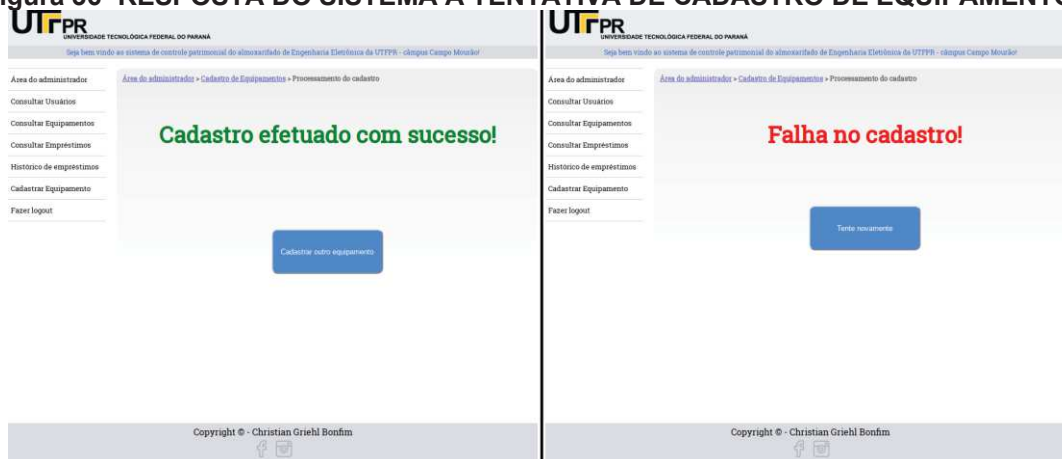 RESPOSTA DO SISTEMA À TENTATIVA DE CADASTRO DE EQUIPAMENTO
UTFPR
UNIVERSIDADE TECNOLÓGICA FEDERAL DO PARANÁ
Seja bem vindo ao sistema de controle patrimonial do almoxarifado de Engenharia Eletrônica da UTFPR - câmpus Campo Mourão!
Área do administrador
Consultar Usuários
Consultar Equipamentos
Consultar Empréstimos
Histórico de empréstimos
Cadastrar Equipamento
Fazer logout
Área do administrador » Cadastro de Equipamentos » Processamento do cadastro
Cadastro efetuado com sucesso!
Cadastrar outro equipamento
Copyright © - Christian Griehl Bonfim
UTFPR
UNIVERSIDADE TECNOLÓGICA FEDERAL DO PARANÁ
Seja bem vindo ao sistema de controle patrimonial do almoxarifado de Engenharia Eletrônica da UTFPR - câmpus Campo Mourão!
Área do administrador
Consultar Usuários
Consultar Equipamentos
Consultar Empréstimos
Histórico de empréstimos
Cadastrar Equipamento
Fazer logout
Área do administrador » Cadastro de Equipamentos » Processamento do cadastro
Falha no cadastro!
Tente novamente
Copyright © - Christian Griehl Bonfim